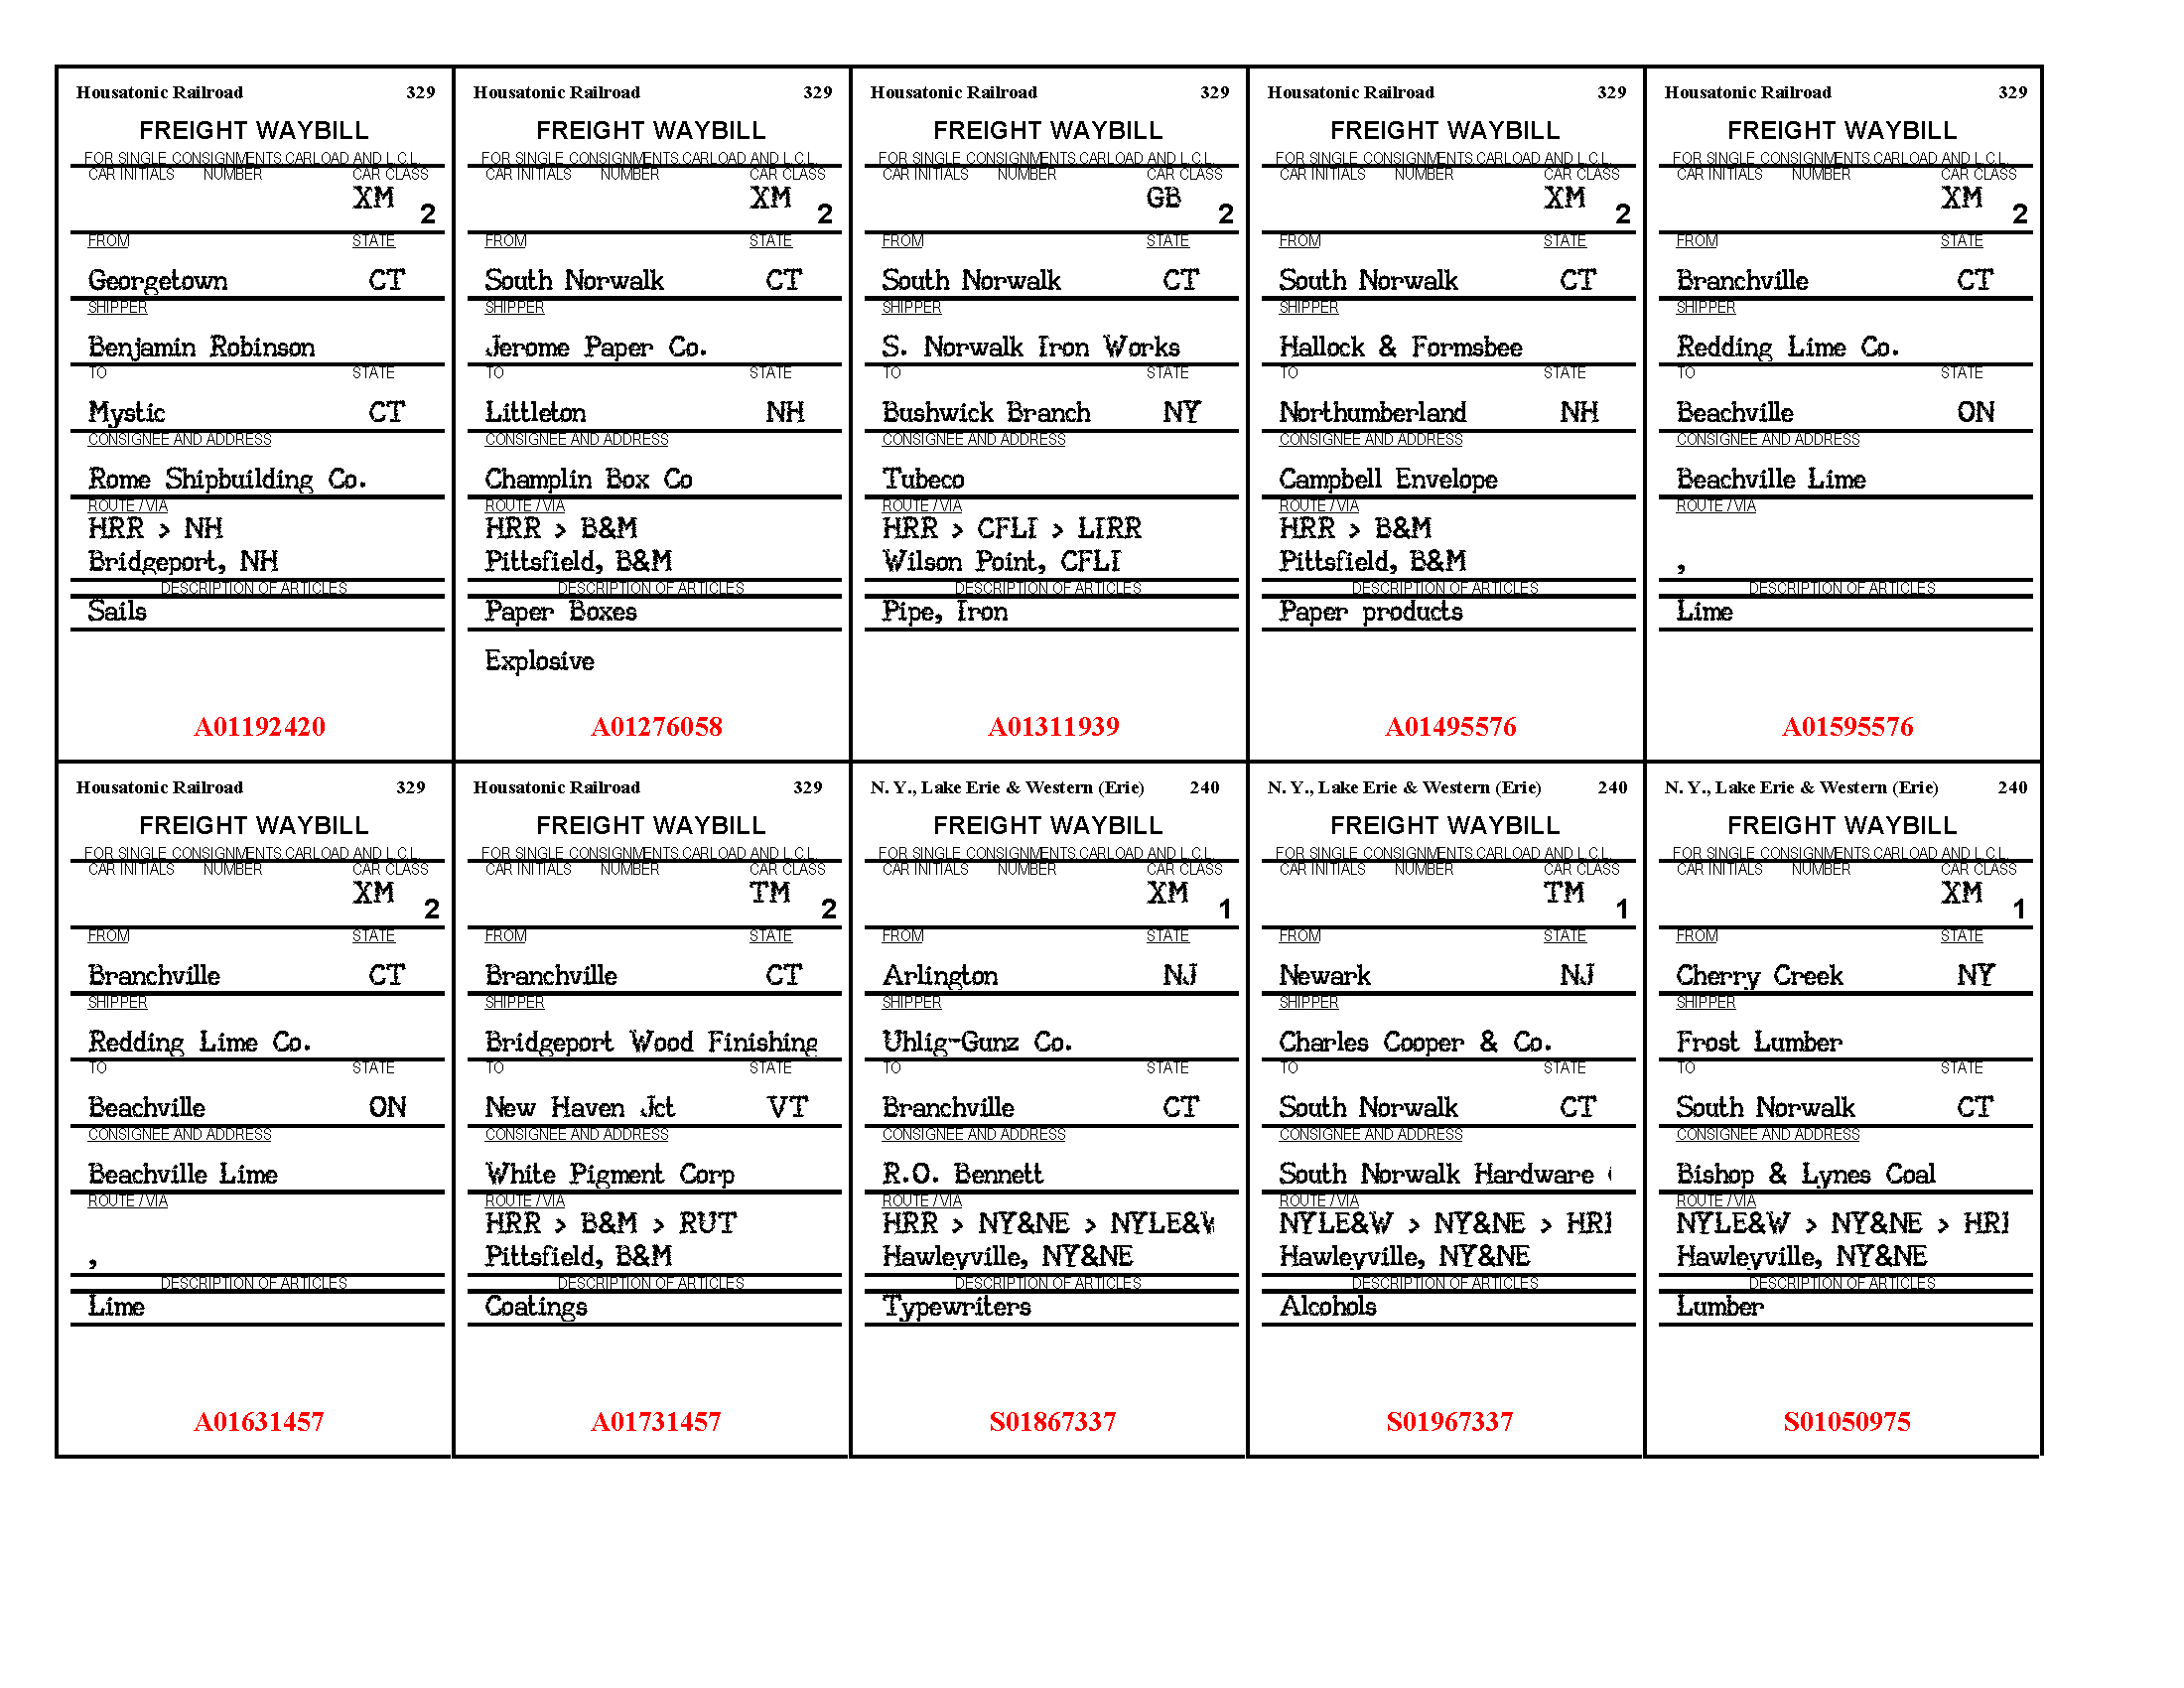 Housatonic Railroad 329
FREIGHT WAYBILL
FOR SINGLE CONSIGNMENTS,CARLOAD AND L.C.L.
CAR INITIALS NUMBER CAR CLASS
XM 2
FROM STATE
Georgetown CT
SHIPPER
Benjamin Robinson
TO STATE
Mystic CT
CONSIGNEE AND ADDRESS
Rome Shipbuilding Co.
ROUTE / VIA
HRR > NH
Bridgeport, NH
DESCRIPTION OF ARTICLES
Sails
A01192420
Housatonic Railroad 329
FREIGHT WAYBILL
FOR SINGLE CONSIGNMENTS,CARLOAD AND L.C.L.
CAR INITIALS NUMBER CAR CLASS
XM 2
FROM STATE
South Norwalk CT
SHIPPER
Jerome Paper Co.
TO STATE
Littleton NH
CONSIGNEE AND ADDRESS
Champlin Box Co
ROUTE / VIA
HRR > B&M
Pittsfield, B&M
DESCRIPTION OF ARTICLES
Paper Boxes
Explosive
A01276058
Housatonic Railroad 329
FREIGHT WAYBILL
FOR SINGLE CONSIGNMENTS,CARLOAD AND L.C.L.
CAR INITIALS NUMBER CAR CLASS
GB 2
FROM STATE
South Norwalk CT
SHIPPER
S. Norwalk Iron Works
TO STATE
Bushwick Branch NY
CONSIGNEE AND ADDRESS
Tubeco
ROUTE / VIA
HRR > CFLI > LIRR
Wilson Point, CFLI
DESCRIPTION OF ARTICLES
Pipe, Iron
A01311939
Housatonic Railroad 329
FREIGHT WAYBILL
FOR SINGLE CONSIGNMENTS,CARLOAD AND L.C.L.
CAR INITIALS NUMBER CAR CLASS
XM 2
FROM STATE
South Norwalk CT
SHIPPER
Hallock & Formsbee
TO STATE
Northumberland NH
CONSIGNEE AND ADDRESS
Campbell Envelope
ROUTE / VIA
HRR > B&M
Pittsfield, B&M
DESCRIPTION OF ARTICLES
Paper products
A01495576
Housatonic Railroad 329
FREIGHT WAYBILL
FOR SINGLE CONSIGNMENTS,CARLOAD AND L.C.L.
CAR INITIALS NUMBER CAR CLASS
XM 2
FROM STATE
Branchville CT
SHIPPER
Redding Lime Co.
TO STATE
Beachville ON
CONSIGNEE AND ADDRESS
Beachville Lime
ROUTE / VIA
,
DESCRIPTION OF ARTICLES
Lime
A01595576
Housatonic Railroad 329
FREIGHT WAYBILL
FOR SINGLE CONSIGNMENTS,CARLOAD AND L.C.L.
CAR INITIALS NUMBER CAR CLASS
XM 2
FROM STATE
Branchville CT
SHIPPER
Redding Lime Co.
TO STATE
Beachville ON
CONSIGNEE AND ADDRESS
Beachville Lime
ROUTE / VIA
,
DESCRIPTION OF ARTICLES
Lime
A01631457
Housatonic Railroad 329
FREIGHT WAYBILL
FOR SINGLE CONSIGNMENTS,CARLOAD AND L.C.L.
CAR INITIALS NUMBER CAR CLASS
TM 2
FROM STATE
Branchville CT
SHIPPER
Bridgeport Wood Finishing
TO STATE
New Haven Jct VT
CONSIGNEE AND ADDRESS
White Pigment Corp
ROUTE / VIA
HRR > B&M > RUT
Pittsfield, B&M
DESCRIPTION OF ARTICLES
Coatings
A01731457
N. Y., Lake Erie & Western (Erie) 240
FREIGHT WAYBILL
FOR SINGLE CONSIGNMENTS,CARLOAD AND L.C.L.
CAR INITIALS NUMBER CAR CLASS
XM 1
FROM STATE
Arlington NJ
SHIPPER
Uhlig-Gunz Co.
TO STATE
Branchville CT
CONSIGNEE AND ADDRESS
R.O. Bennett
ROUTE / VIA
HRR > NY&NE > NYLE&W
Hawleyville, NY&NE
DESCRIPTION OF ARTICLES
Typewriters
S01867337
N. Y., Lake Erie & Western (Erie) 240
FREIGHT WAYBILL
FOR SINGLE CONSIGNMENTS,CARLOAD AND L.C.L.
CAR INITIALS NUMBER CAR CLASS
TM 1
FROM STATE
Newark NJ
SHIPPER
Charles Cooper & Co.
TO STATE
South Norwalk CT
CONSIGNEE AND ADDRESS
South Norwalk Hardware
ROUTE / VIA
NYLE&W > NY&NE >
Hawleyville, NY&NE
DESCRIPTION OF ARTICLES
Alcohols
S01967337
N. Y., Lake Erie & Western (Erie) 240
FREIGHT WAYBILL
FOR SINGLE CONSIGNMENTS,CARLOAD AND L.C.L.
CAR INITIALS NUMBER CAR CLASS
XM 1
FROM STATE
Cherry Creek NY
SHIPPER
Frost Lumber
TO STATE
South Norwalk CT
CONSIGNEE AND ADDRESS
Bishop & Lynes Coal
ROUTE / VIA
NYLE&W > NY&NE >
Hawleyville, NY&NE
DESCRIPTION OF ARTICLES
Lumber
S01050975